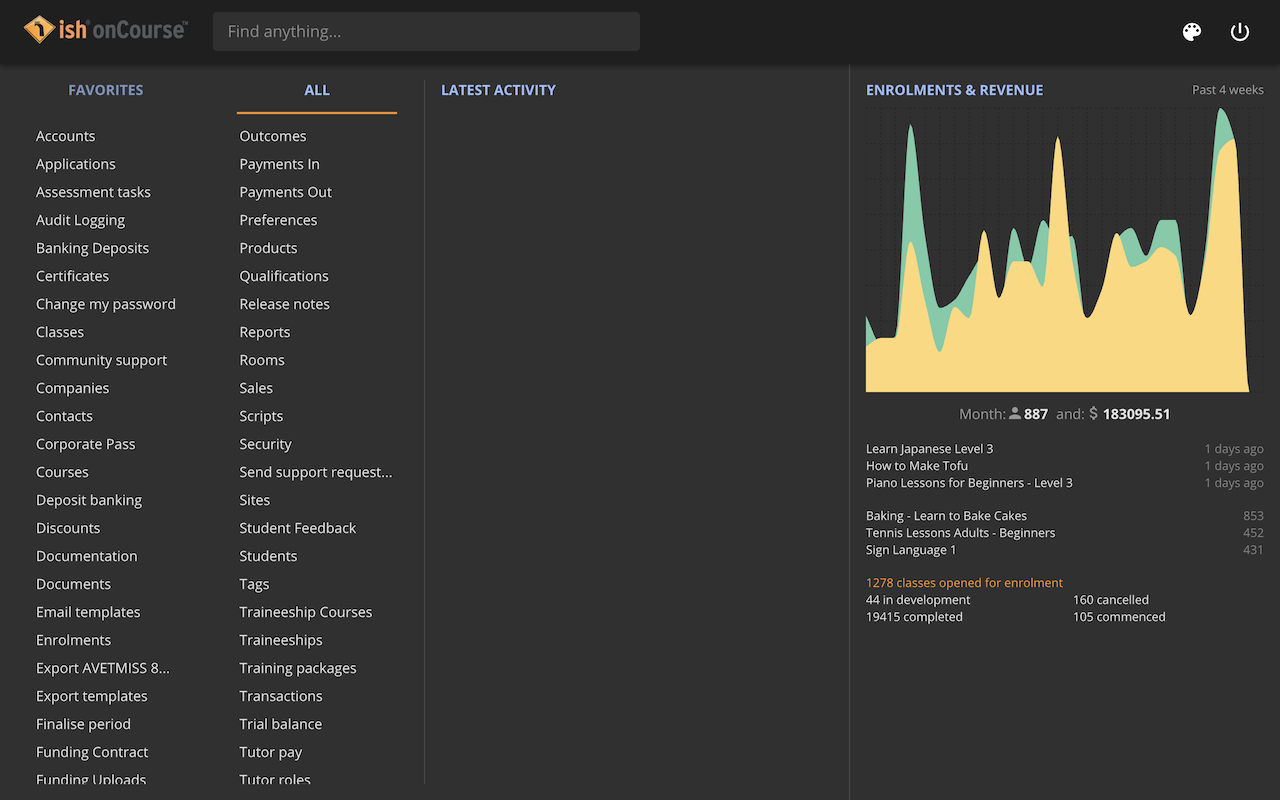 ish onCourse™
Find anything...
FAVORITES
ALL
Accounts
Applications
Assessment tasks
Audit Logging
Banking Deposits
Certificates
Change my password
Classes
Community support
Companies
Contacts
Corporate Pass
Courses
Deposit banking
Discounts
Documentation
Documents
Email templates
Enrolments
Export AVETMISS 8...
Export templates
Finalise period
Funding Contract
Funding Uploads
Outcomes
Payments In
Payments Out
Preferences
Products
Qualifications
Release notes
Reports
Rooms
Sales
Scripts
Security
Send support request...
Sites
Student Feedback
Students
Tags
Traineeship Courses
Traineeships
Training packages
Transactions
Trial balance
Tutor pay
Tutor roles
LATEST ACTIVITY
ENROLMENTS & REVENUE Past 4 weeks
Month: 887 and: $ 183095.51
Learn Japanese Level 3 1 days ago
How to Make Tofu 1 days ago
Piano Lessons for Beginners - Level 3 1 days ago
Baking - Learn to Bake Cakes 853
Tennis Lessons Adults - Beginners 452
Sign Language 1 431
1278 classes opened for enrolment
44 in development 160 cancelled
19415 completed 105 commenced